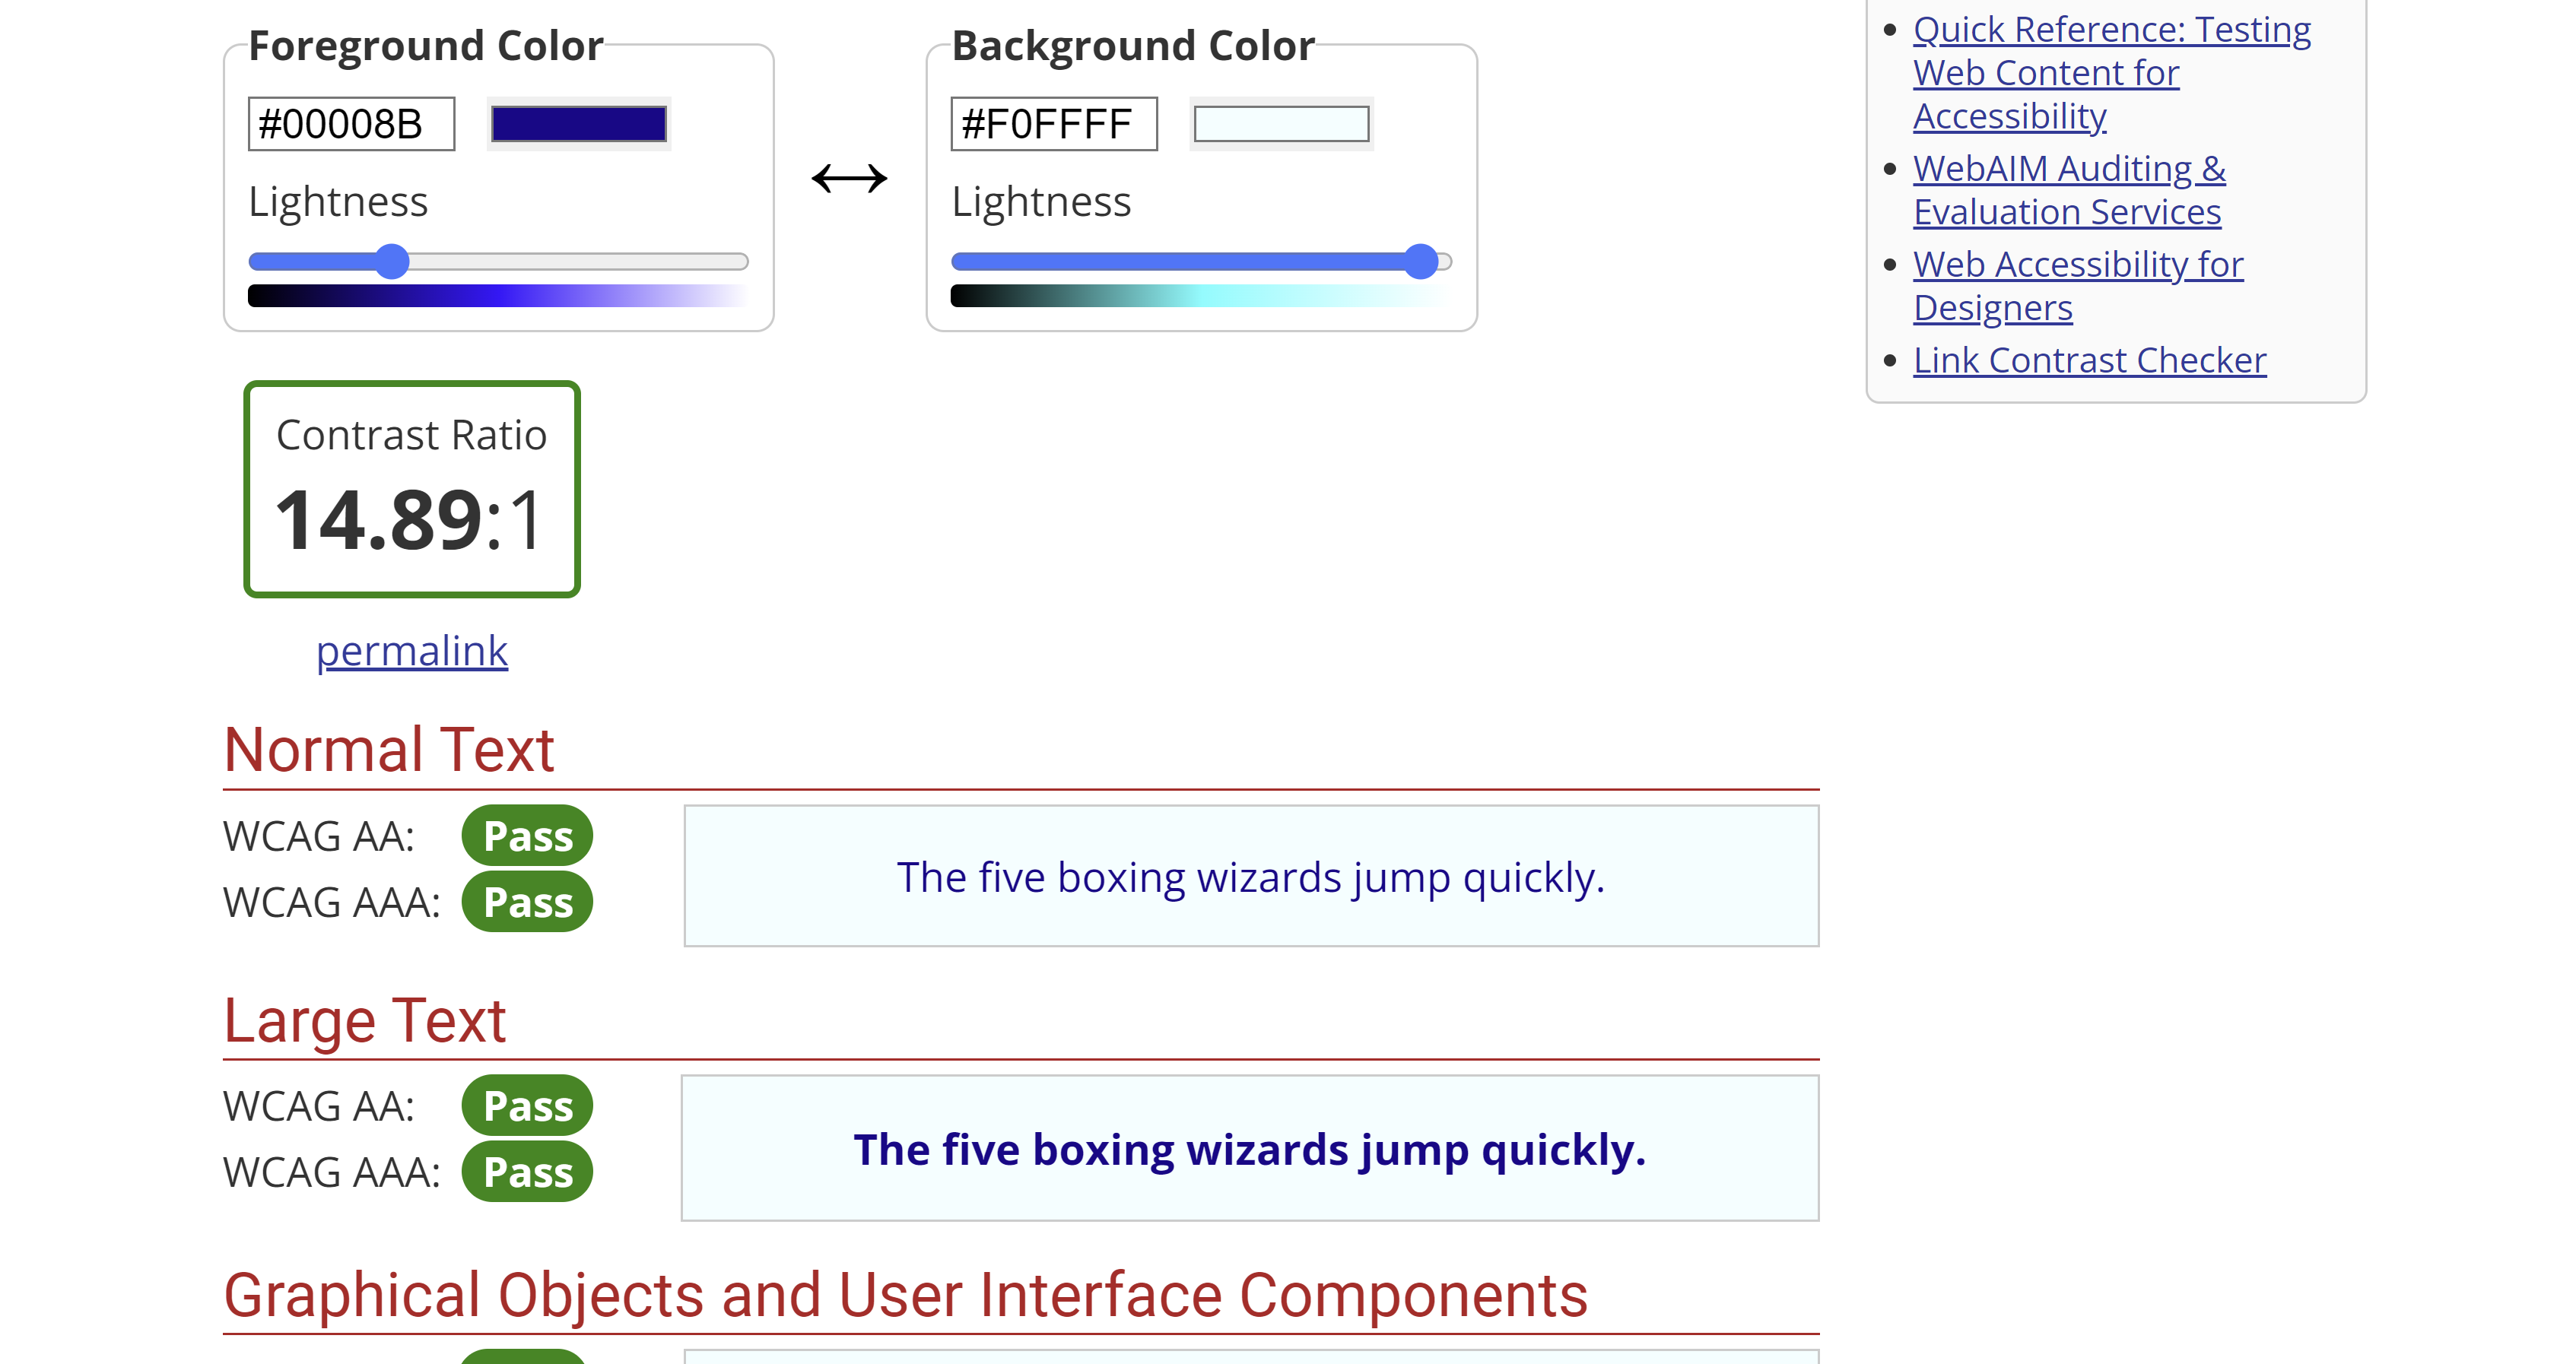 Foreground Color
#00008B
Lightness
Background Color
#F0FFFF
Lightness
Contrast Ratio
14.89:1
permalink
Normal Text
WCAG AA: Pass
WCAG AAA: Pass
The five boxing wizards jump quickly.
Large Text
WCAG AA: Pass
WCAG AAA: Pass
The five boxing wizards jump quickly.
Graphical Objects and User Interface Components
Quick Reference: Testing
Web Content for
Accessibility
WebAIM Auditing &
Evaluation Services
Web Accessibility for
Designers
Link Contrast Checker